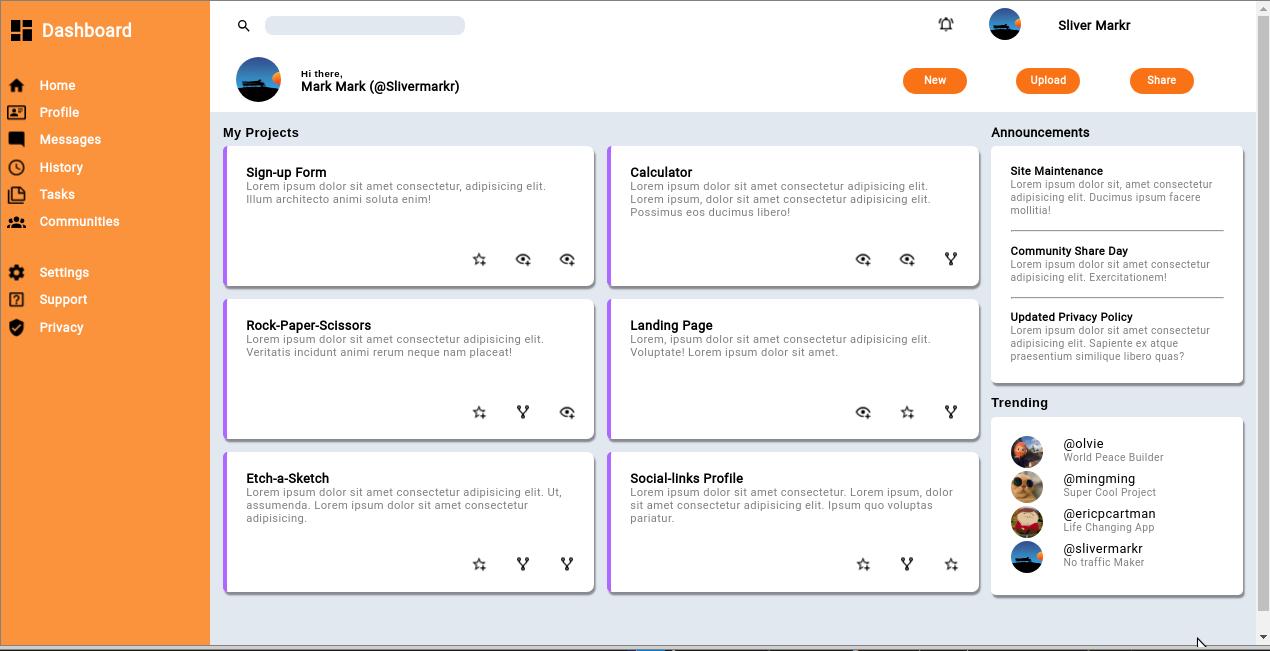 Dashboard
Home
Profile
Messages
History
Tasks
Communities
Settings
Support
Privacy
Sliver Markr
Hi there,
Mark Mark (@Slivermarkr)
New
Upload
Share
My Projects
Sign-up Form
Lorem ipsum dolor sit amet consectetur, adipisicing elit.
Illum architecto animi soluta enim!
Calculator
Lorem ipsum dolor sit amet consectetur adipisicing elit.
Lorem ipsum, dolor sit amet consectetur adipisicing elit.
Possimus eos ducimus libero!
Rock-Paper-Scissors
Lorem ipsum dolor sit amet consectetur adipisicing elit.
Veritatis incidunt animi rerum neque nam placeat!
Landing Page
Lorem, ipsum dolor sit amet consectetur adipisicing elit.
Voluptate! Lorem ipsum dolor sit amet.
Etch-a-Sketch
Lorem ipsum dolor sit amet consectetur adipisicing elit. Ut,
assumenda. Lorem ipsum dolor sit amet consectetur
adipisicing.
Social-links Profile
Lorem ipsum dolor sit amet consectetur. Lorem ipsum, dolor
sit amet consectetur adipisicing elit. Ipsum quo voluptas
pariatur.
Announcements
Site Maintenance
Lorem ipsum dolor sit, amet consectetur
adipisicing elit. Ducimus ipsum facere
mollitia!
Community Share Day
Lorem ipsum dolor sit amet consectetur
adipisicing elit. Exercitationem!
Updated Privacy Policy
Lorem ipsum dolor sit amet consectetur
adipisicing elit. Sapiente ex atque
praesentium similique libero quas?
Trending
@olvie
World Peace Builder
@mingming
Super Cool Project
@ericpcartman
Life Changing App
@slivermarkr
No traffic Maker